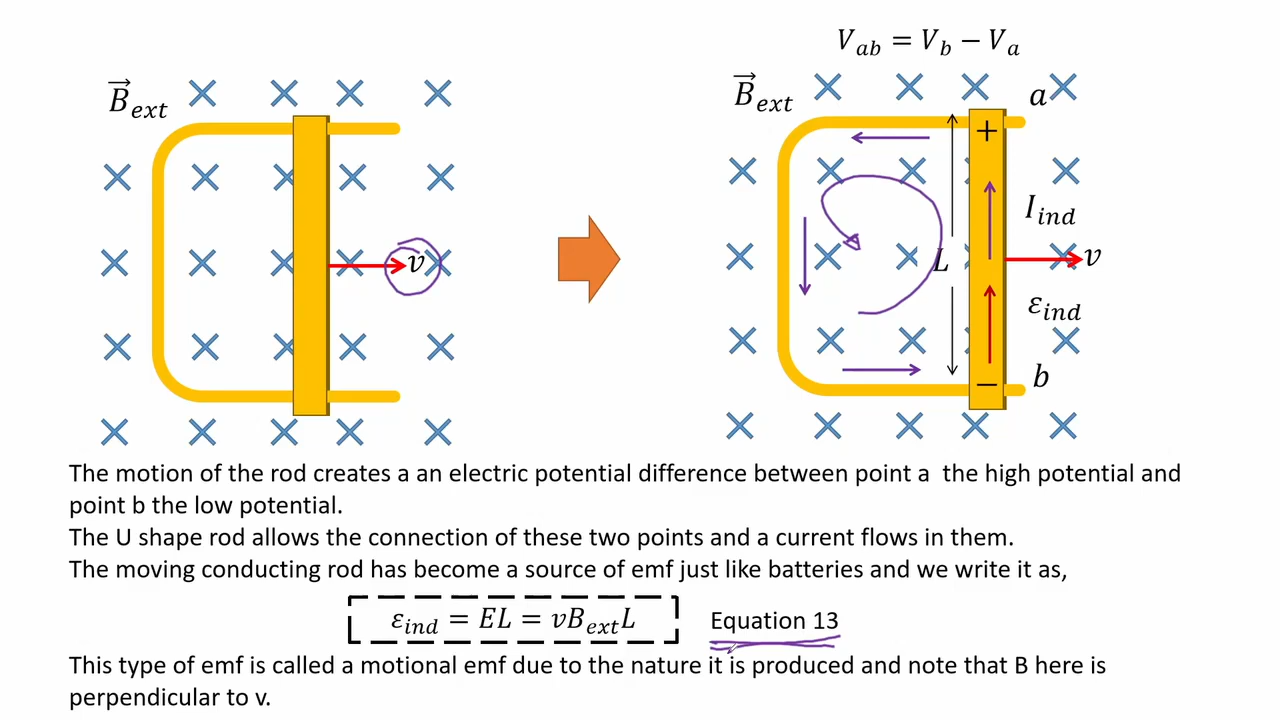 V_ab = V_b − V_a
B⃗_ext
B⃗_ext
a
+
I_ind
v
L
v
ε_ind
−
b
The motion of the rod creates a an electric potential difference between point a the high potential and
point b the low potential.
The U shape rod allows the connection of these two points and a current flows in them.
The moving conducting rod has become a source of emf just like batteries and we write it as,
ε_ind = EL = vB_extL Equation 13
This type of emf is called a motional emf due to the nature it is produced and note that B here is
perpendicular to v.